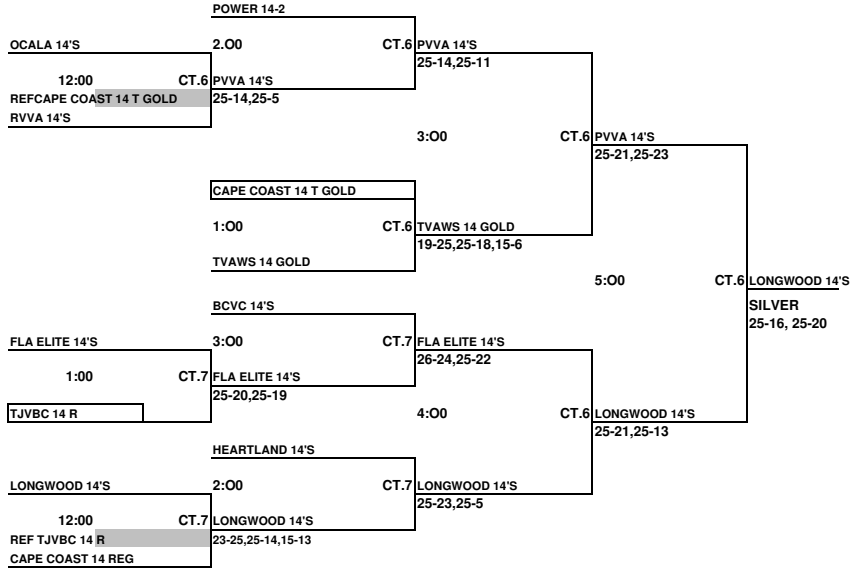 POWER 14-2
OCALA 14'S 2.O0 CT.6 PVVA 14'S
25-14,25-11
12:00 CT.6 PVVA 14'S
REFCAPE COAST 14 T GOLD 25-14,25-5
RVVA 14'S
3:O0 CT.6 PVVA 14'S
25-21,25-23
CAPE COAST 14 T GOLD
1:O0 CT.6 TVAWS 14 GOLD
19-25,25-18,15-6
TVAWS 14 GOLD
5:O0 CT.6 LONGWOOD 14'S
SILVER
25-16, 25-20
BCVC 14'S
FLA ELITE 14'S 3:O0 CT.7 FLA ELITE 14'S
26-24,25-22
1:00 CT.7 FLA ELITE 14'S
25-20,25-19
TJVBC 14 R 4:O0 CT.6 LONGWOOD 14'S
25-21,25-13
HEARTLAND 14'S
LONGWOOD 14'S 2:O0 CT.7 LONGWOOD 14'S
25-23,25-5
12:00 CT.7 LONGWOOD 14'S
REF TJVBC 14 R 23-25,25-14,15-13
CAPE COAST 14 REG